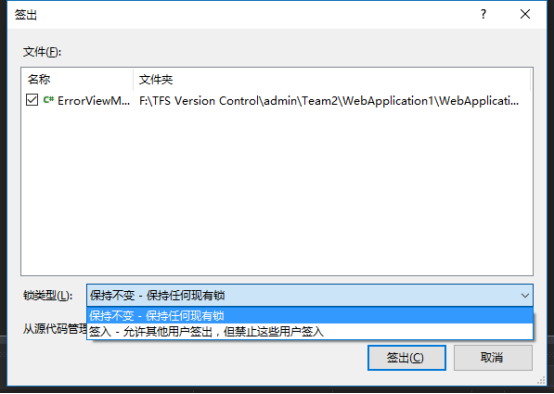 签出
文件(F):
名称 文件夹
C# ErrorViewM... F:\TFS Version Control\admin\Team2\WebApplication1\WebApplicati...
锁类型(L): 保持不变 - 保持任何现有锁
保持不变 - 保持任何现有锁
从源代码管理
签入 - 允许其他用户签出，但禁止这些用户签入
签出(C) 取消